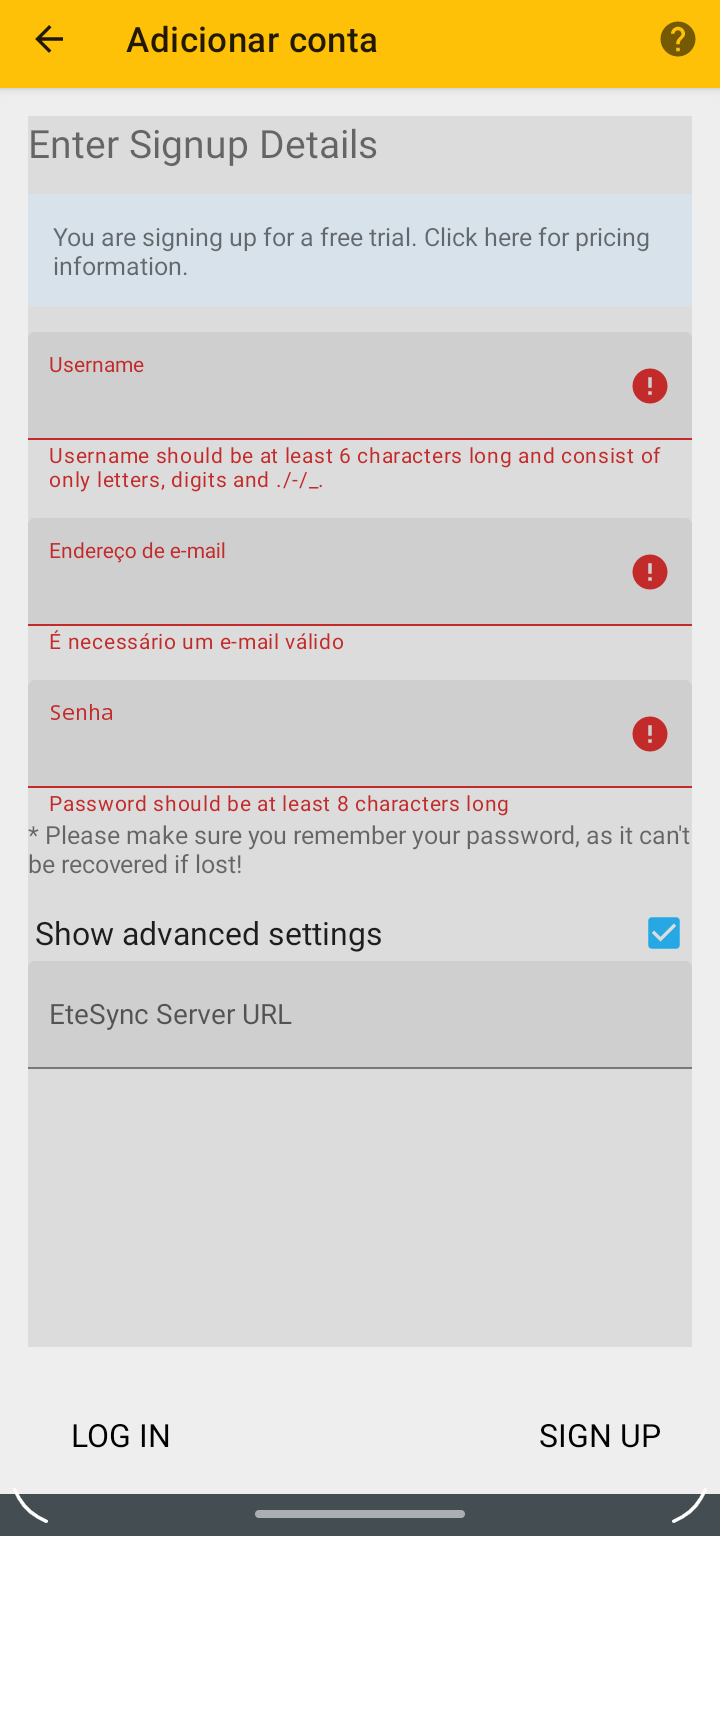 Adicionar conta
Enter Signup Details
You are signing up for a free trial. Click here for pricing
information.
Username
Username should be at least 6 characters long and consist of
only letters, digits and ./-/_.
Endereço de e-mail
É necessário um e-mail válido
Senha
Password should be at least 8 characters long
* Please make sure you remember your password, as it can't
be recovered if lost!
Show advanced settings
EteSync Server URL
LOG IN
SIGN UP